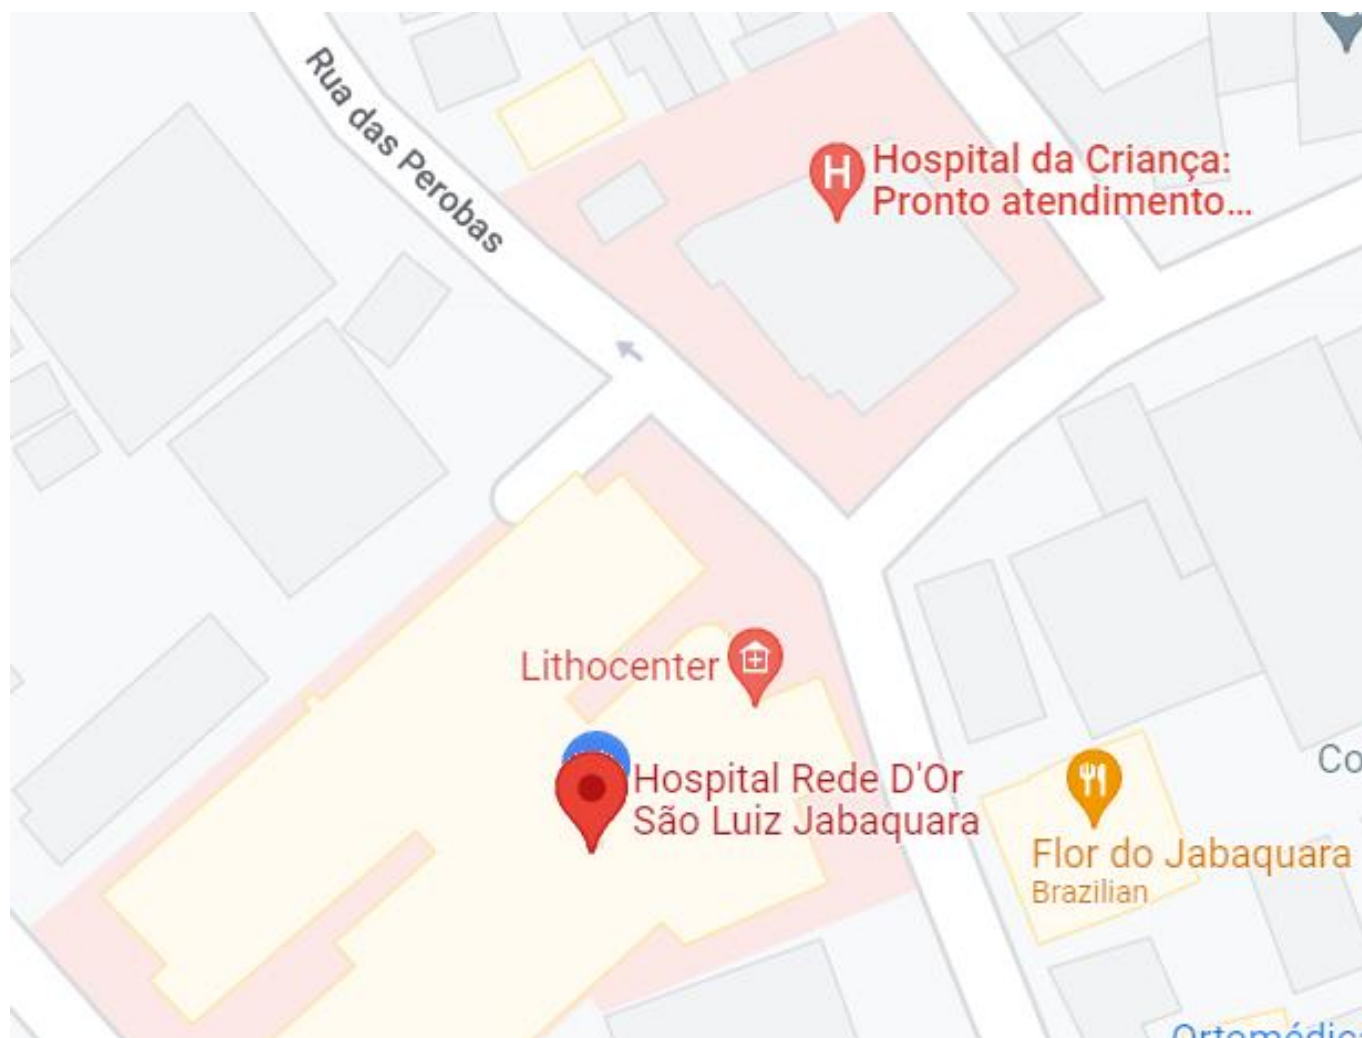 Rua das Perobas
H
Hospital da Criança:
Pronto atendimento...
Lithocenter
Hospital Rede D'Or
São Luiz Jabaquara
Co
Flor do Jabaquara
Brazilian